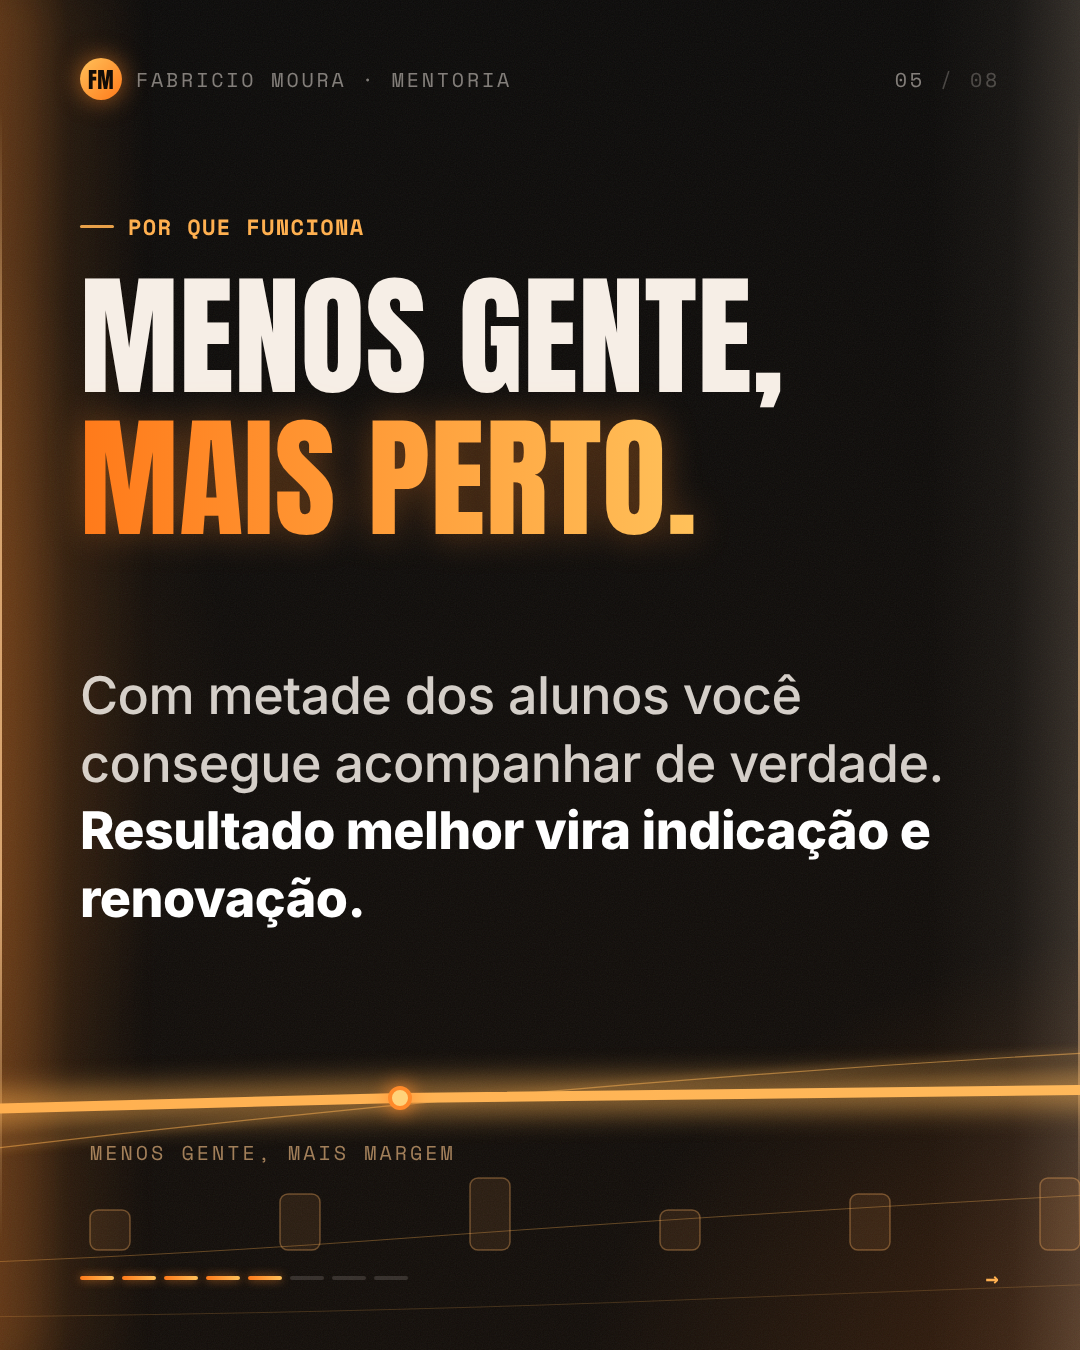 FM FABRICIO MOURA · MENTORIA
05 / 08
POR QUE FUNCIONA
MENOS GENTE,
MAIS PERTO.
Com metade dos alunos você
consegue acompanhar de verdade.
Resultado melhor vira indicação e
renovação.
MENOS GENTE, MAIS MARGEM
→